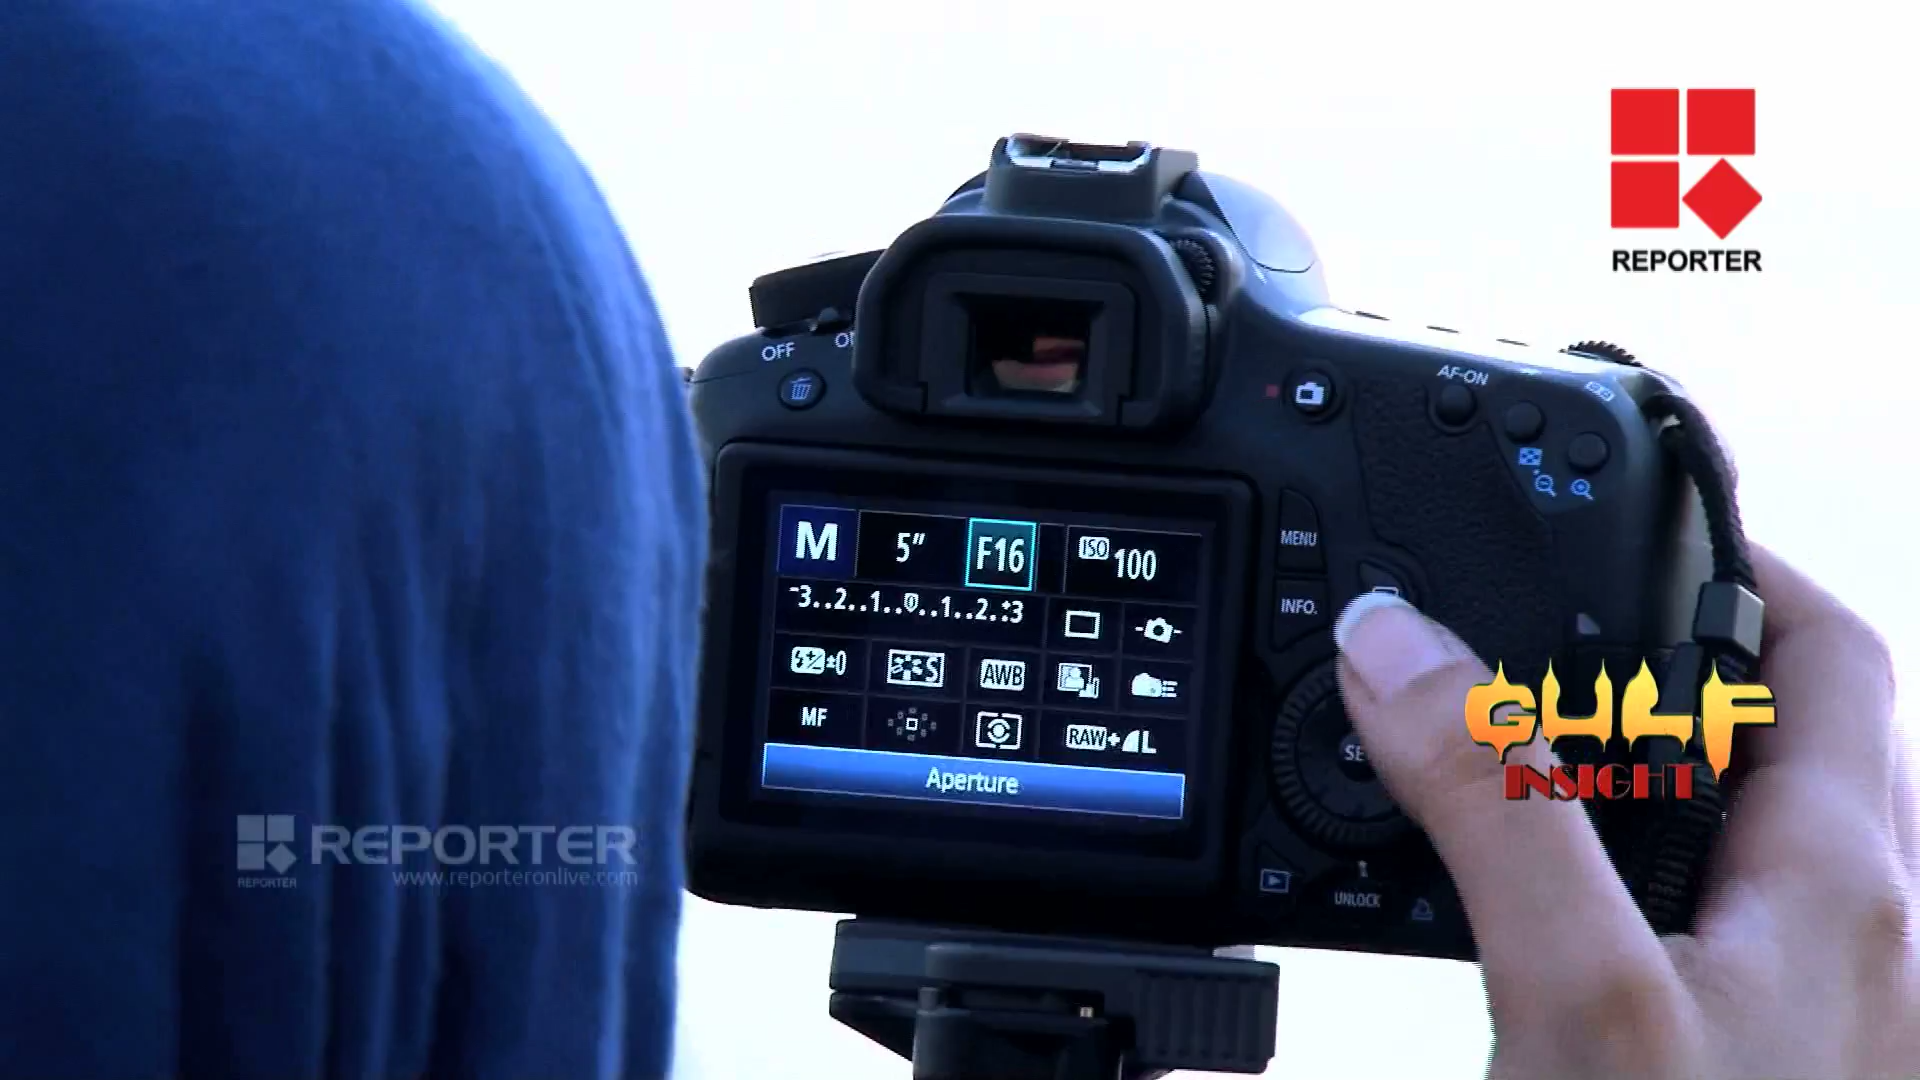 REPORTER
OFF
AF-ON
M 5" F16 ISO 100
-3..2..1..0..1..2..+3
±0 S AWB
MF RAW+L
Aperture
MENU
INFO.
UNLOCK
GULF
INSIGHT
REPORTER
REPORTER
www.reporteronlive.com